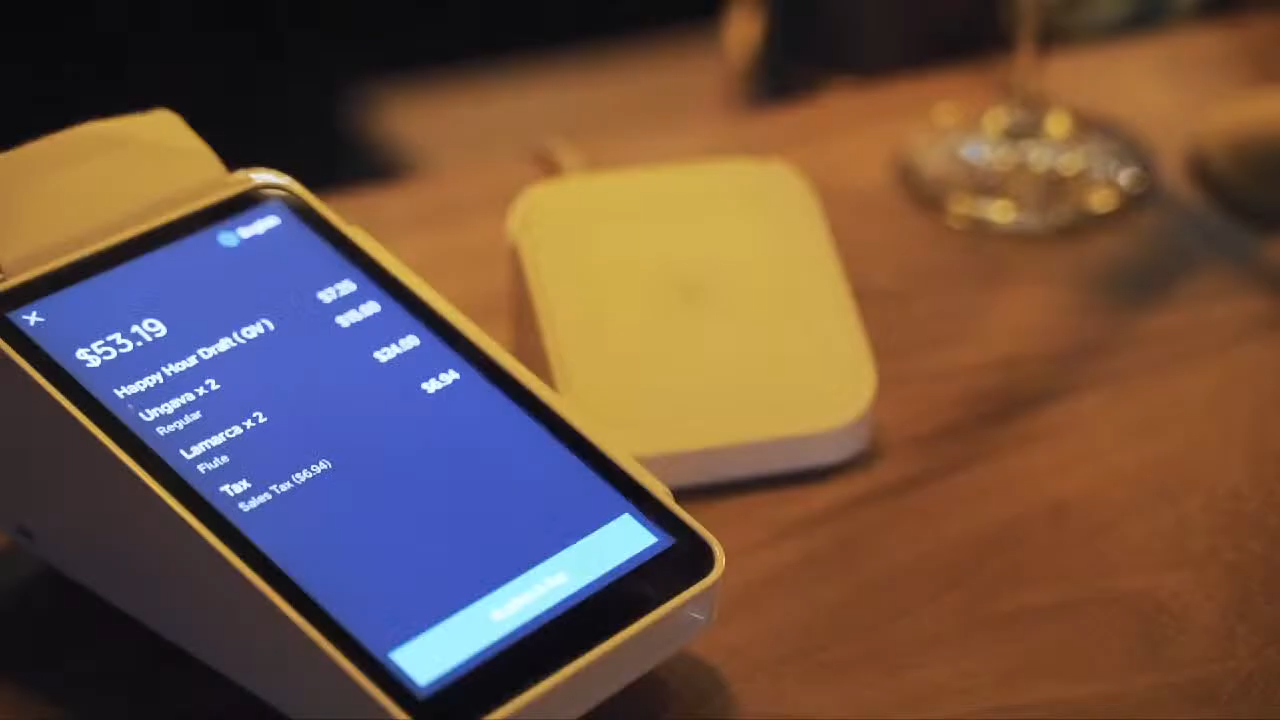 English
$53.19
Happy Hour Draft $7.25
Ungava x 2 $15.00
Regular
Lamarca x 2 $24.00
Flute
Tax $6.94
Sales Tax ($6.94)